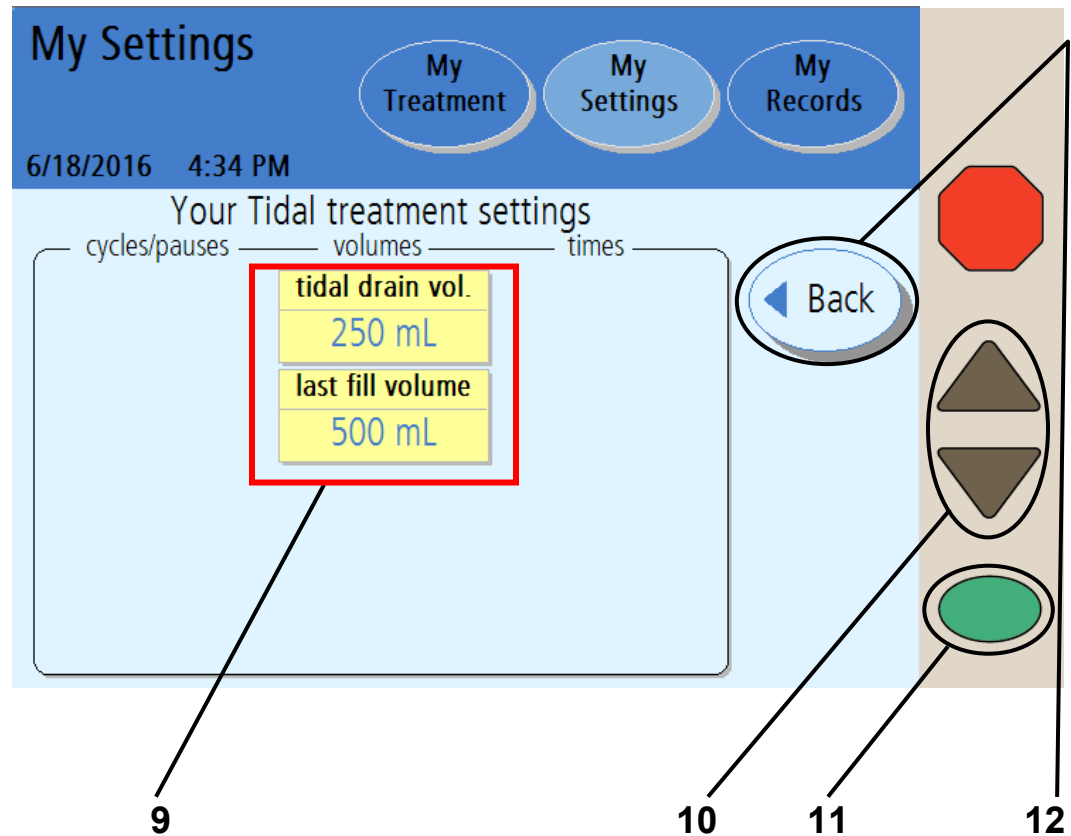 My Settings
My
Treatment
My
Settings
My
Records
6/18/2016 4:34 PM
Your Tidal treatment settings
cycles/pauses volumes times
tidal drain vol.
250 mL
last fill volume
500 mL
Back
9 10 11 12